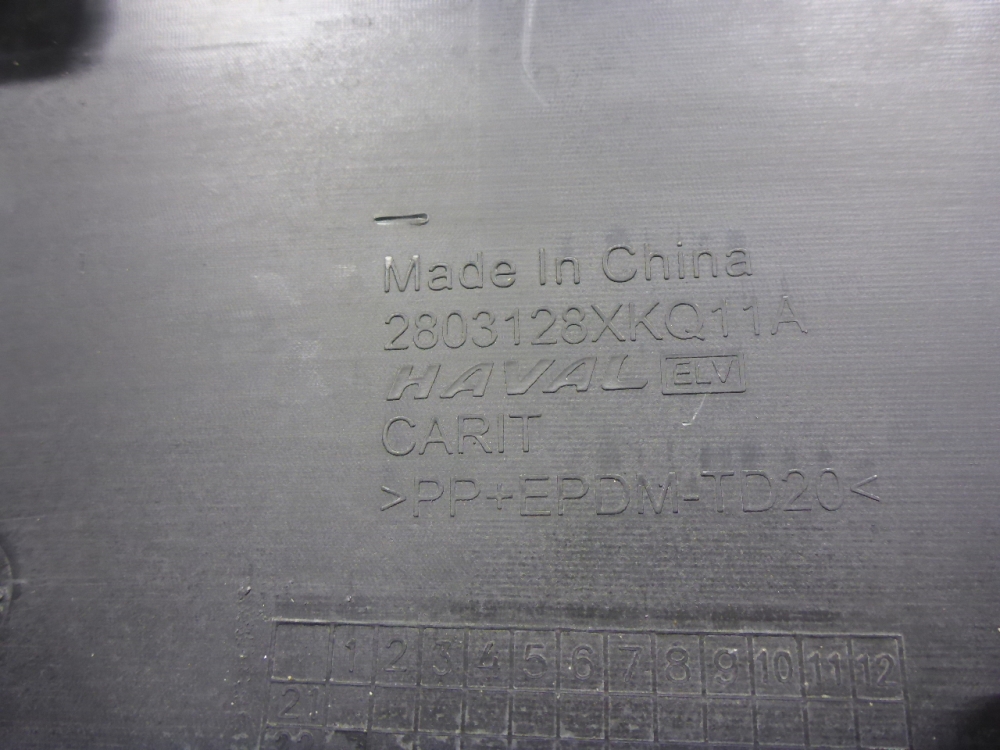 Made In China
2803128XKQ11A
HAVAL ELV
CARIT
>PP+EPDM-TD20<
1 2 3 4 5 6 7 8 9 10 11 12
21